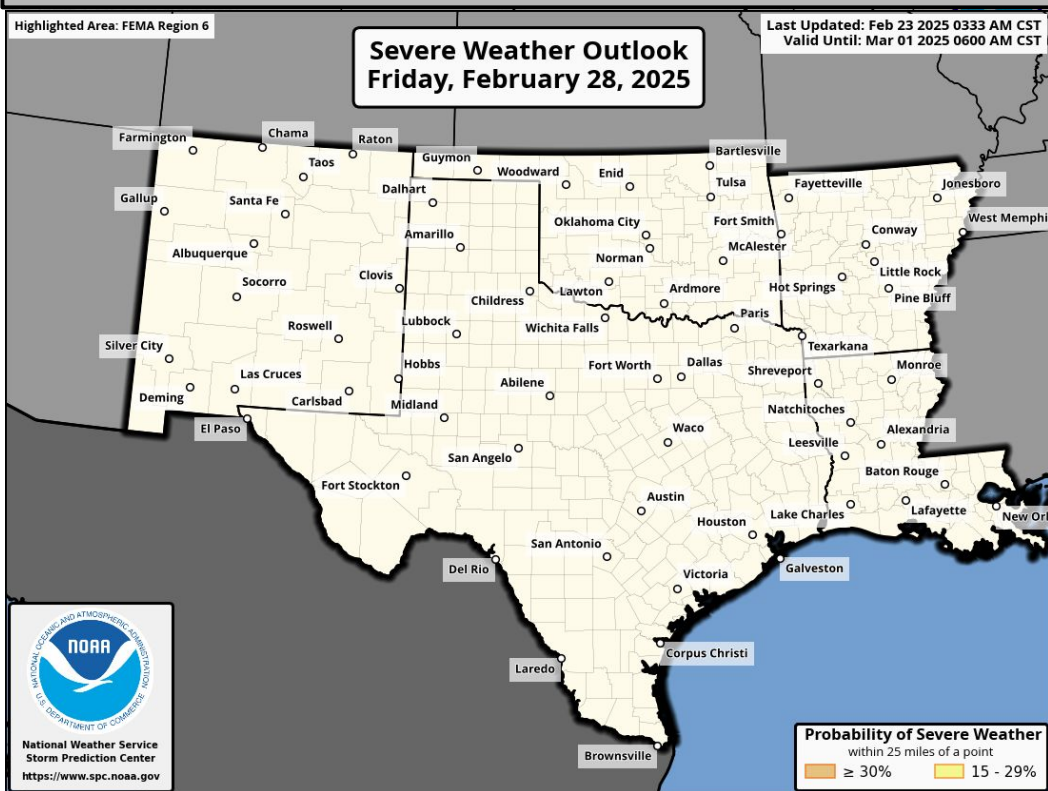 Highlighted Area: FEMA Region 6
Last Updated: Feb 23 2025 0333 AM CST
Valid Until: Mar 01 2025 0600 AM CST
Severe Weather Outlook
Friday, February 28, 2025
Farmington
Chama
Raton
Taos
Guymon
Woodward
Enid
Bartlesville
Tulsa
Fayetteville
Jonesboro
Gallup
Santa Fe
Dalhart
Albuquerque
Amarillo
Oklahoma City
Fort Smith
Conway
West Memphi
Norman
McAlester
Socorro
Clovis
Childress
Lawton
Ardmore
Hot Springs
Little Rock
Pine Bluff
Roswell
Lubbock
Wichita Falls
Paris
Texarkana
Silver City
Las Cruces
Hobbs
Fort Worth
Dallas
Shreveport
Monroe
Deming
Carlsbad
Midland
Abilene
Natchitoches
El Paso
Waco
Leesville
Alexandria
San Angelo
Baton Rouge
Fort Stockton
Austin
Houston
Lake Charles
Lafayette
New Orl
Del Rio
San Antonio
Victoria
Galveston
Laredo
Corpus Christi
Brownsville
NATIONAL OCEANIC AND ATMOSPHERIC ADMINISTRATION
NOAA
U.S. DEPARTMENT OF COMMERCE
National Weather Service
Storm Prediction Center
https://www.spc.noaa.gov
Probability of Severe Weather
within 25 miles of a point
≥ 30%
15 - 29%